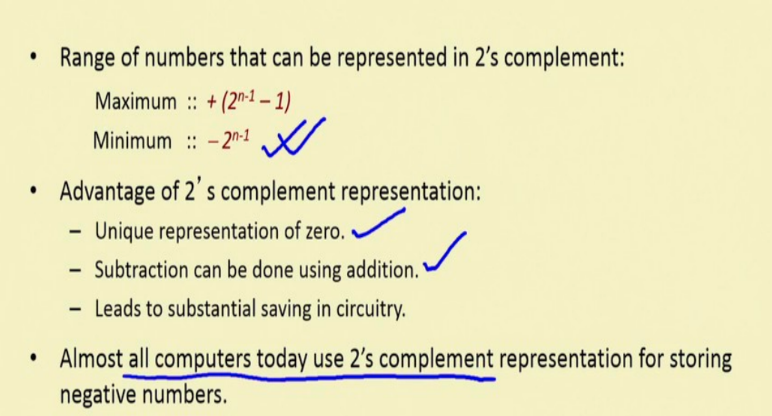 • Range of numbers that can be represented in 2's complement:
Maximum :: + (2ⁿ⁻¹ – 1)
Minimum :: – 2ⁿ⁻¹
• Advantage of 2's complement representation:
– Unique representation of zero.
– Subtraction can be done using addition.
– Leads to substantial saving in circuitry.
• Almost all computers today use 2's complement representation for storing
negative numbers.